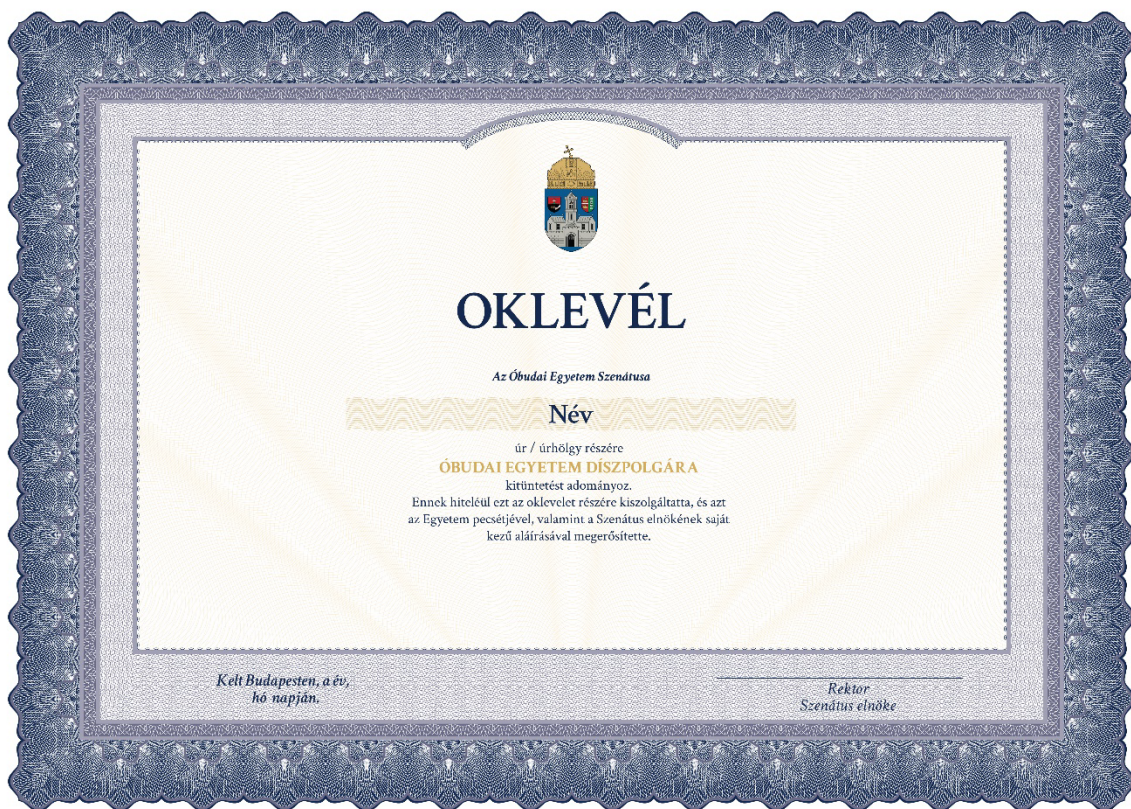 OKLEVÉL
Az Óbudai Egyetem Szenátusa
Név
úr / úrhölgy részére
ÓBUDAI EGYETEM DÍSZPOLGÁRA
kitüntetést adományoz.
Ennek hiteléül ezt az oklevelet részére kiszolgáltatta, és azt
az Egyetem pecsétjével, valamint a Szenátus elnökének saját
kezű aláírásával megerősítette.
Kelt Budapesten, a év,
hó napján.
Rektor
Szenátus elnöke